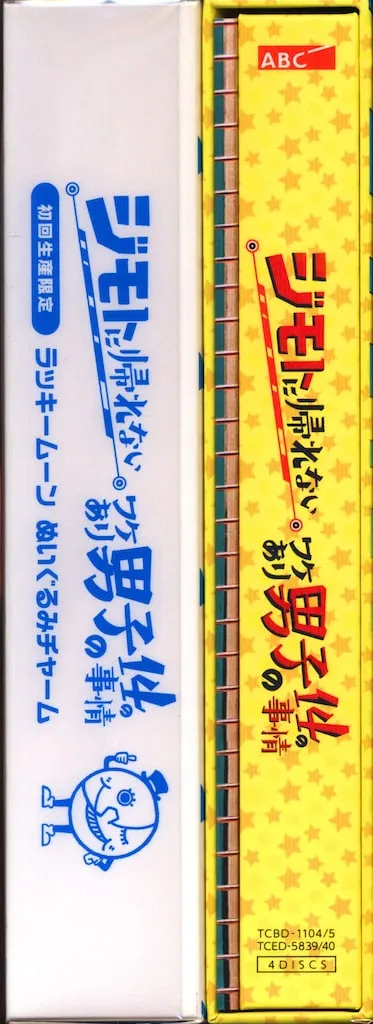 ジモトに帰れない
ワケあり男子の14の事情
初回生産限定
ラッキームーン ぬいぐるみチャーム
ABC
ジモトに帰れない
ワケあり男子の14の事情
TCBD-1104/5
TCED-5839/40
4DISCS